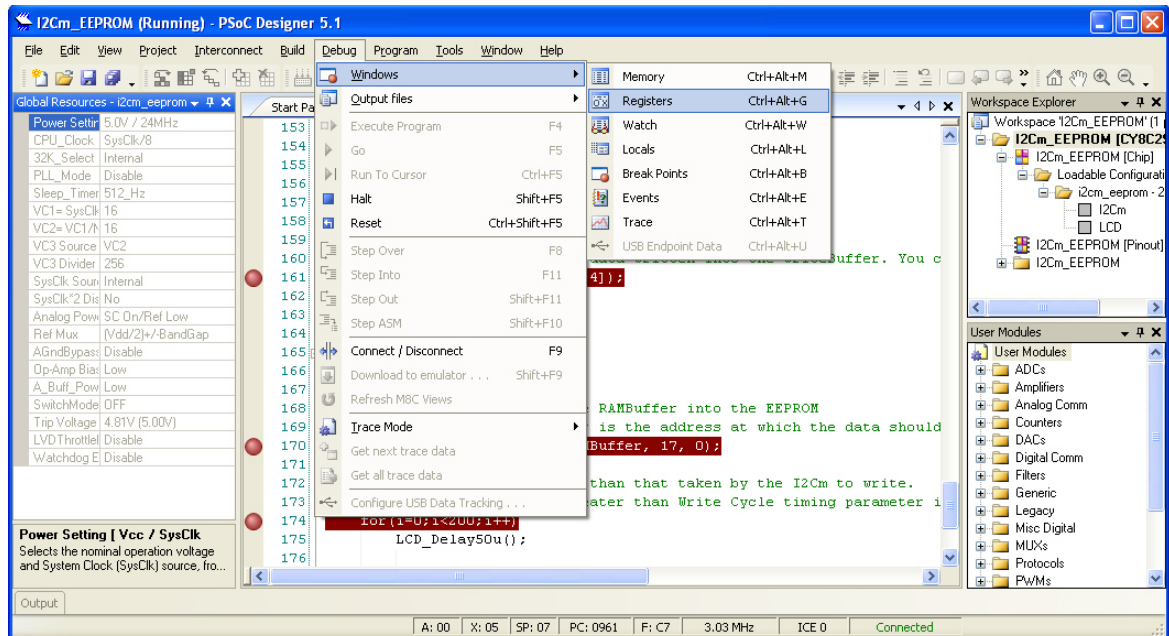 I2Cm_EEPROM (Running) - PSoC Designer 5.1
File Edit View Project Interconnect Build Debug Program Tools Window Help
Global Resources - i2cm_eeprom
Power Settin 5.0V / 24MHz
CPU_Clock SysClk/8
32K_Select Internal
PLL_Mode Disable
Sleep_Timer 512_Hz
VC1= SysClk 16
VC2= VC1/N 16
VC3 Source VC2
VC3 Divider 256
SysClk Sour Internal
SysClk*2 Dis No
Analog Pow SC On/Ref Low
Ref Mux (Vdd/2)+/-BandGap
AGndBypass Disable
Op-Amp Bias Low
A_Buff_Pow Low
SwitchMode OFF
Trip Voltage 4.81V (5.00V)
LVDThrottle Disable
Watchdog E Disable
Power Setting [ Vcc / SysClk
Selects the nominal operation voltage
and System Clock (SysClk) source, fro...
Start Pa
153
154
155
156
157
158
159
160 Buffer. You c
161 4]);
162
163
164
165
166
167
168 RAMBuffer into the EEPROM
169 is the address at which the data should
170 Buffer, 17, 0);
171
172 than that taken by the I2Cm to write.
173 eater than Write Cycle timing parameter i
174 for(i=0;i<200;i++)
175 LCD_Delay50u();
176
Windows
Output files
Execute Program F4
Go F5
Run To Cursor Ctrl+F5
Halt Shift+F5
Reset Ctrl+Shift+F5
Step Over F8
Step Into F11
Step Out Shift+F11
Step ASM Shift+F10
Connect / Disconnect F9
Download to emulator . . . Shift+F9
Refresh M8C Views
Trace Mode
Get next trace data
Get all trace data
Configure USB Data Tracking . . .
Memory Ctrl+Alt+M
Registers Ctrl+Alt+G
Watch Ctrl+Alt+W
Locals Ctrl+Alt+L
Break Points Ctrl+Alt+B
Events Ctrl+Alt+E
Trace Ctrl+Alt+T
USB Endpoint Data Ctrl+Alt+U
Workspace Explorer
Workspace 'I2Cm_EEPROM' (1
I2Cm_EEPROM [CY8C29
I2Cm_EEPROM [Chip]
Loadable Configurati
i2cm_eeprom - 2
I2Cm
LCD
I2Cm_EEPROM [Pinout]
I2Cm_EEPROM
User Modules
User Modules
ADCs
Amplifiers
Analog Comm
Counters
DACs
Digital Comm
Filters
Generic
Legacy
Misc Digital
MUXs
Protocols
PWMs
Output
A: 00 X: 05 SP: 07 PC: 0961 F: C7 3.03 MHz ICE 0 Connected